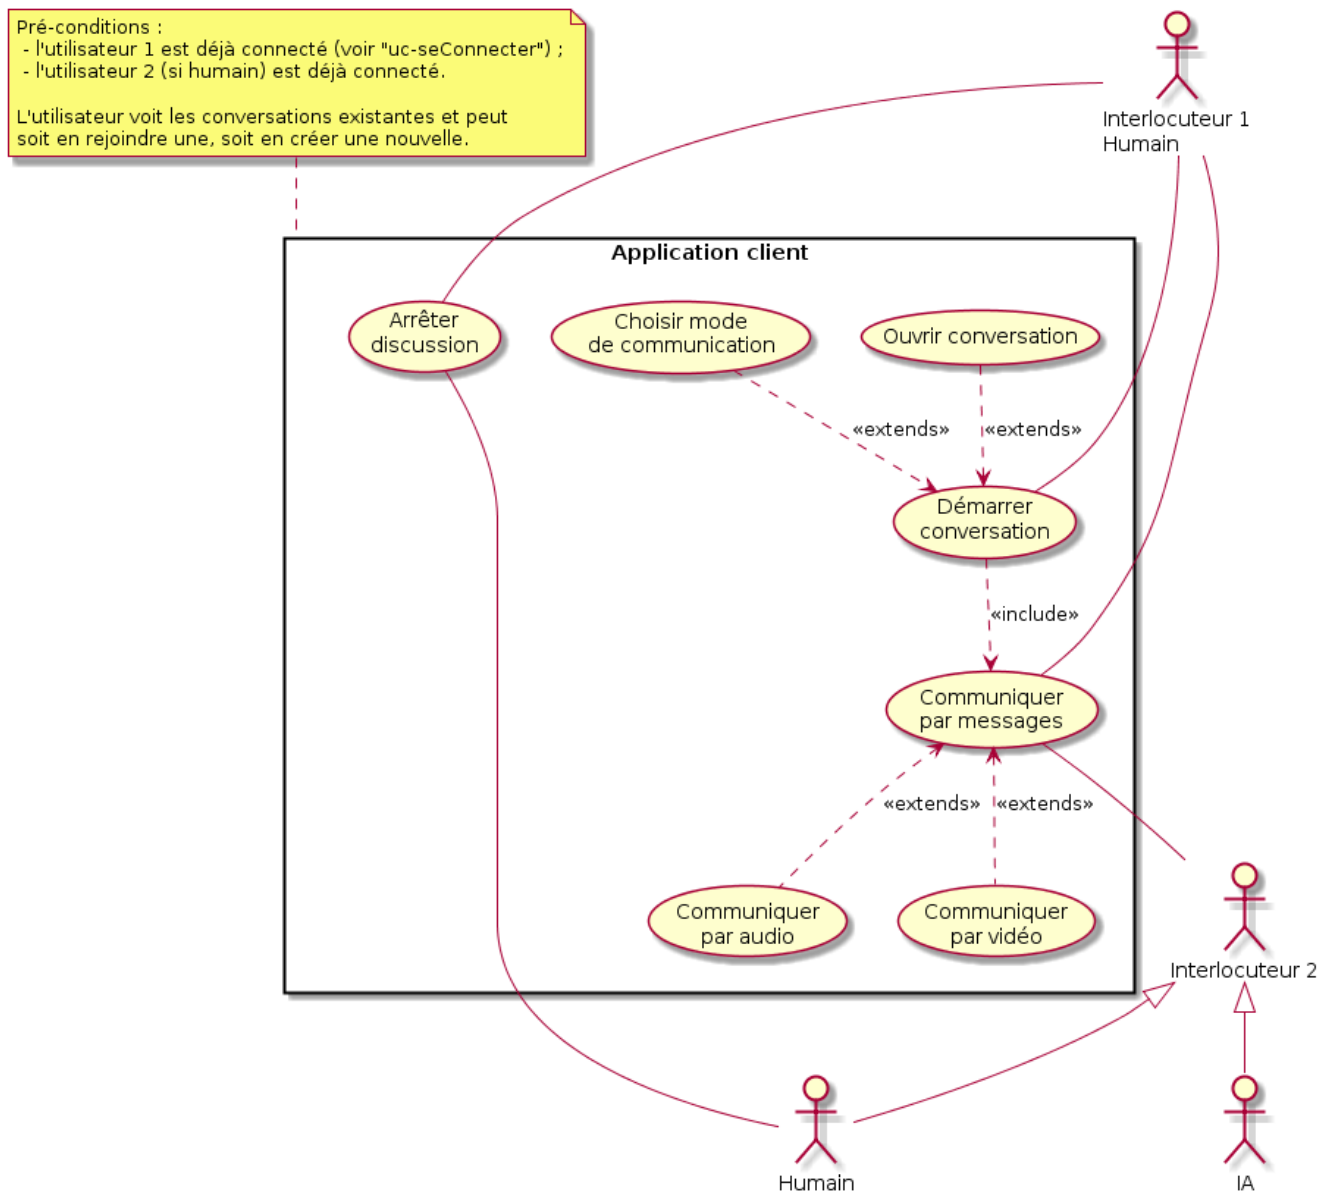 Pré-conditions :
- l'utilisateur 1 est déjà connecté (voir "uc-seConnecter") ;
- l'utilisateur 2 (si humain) est déjà connecté.
L'utilisateur voit les conversations existantes et peut
soit en rejoindre une, soit en créer une nouvelle.
Interlocuteur 1
Humain
Application client
Arrêter
discussion
Choisir mode
de communication
Ouvrir conversation
«extends»
«extends»
Démarrer
conversation
«include»
Communiquer
par messages
«extends»
«extends»
Communiquer
par audio
Communiquer
par vidéo
Interlocuteur 2
Humain
IA